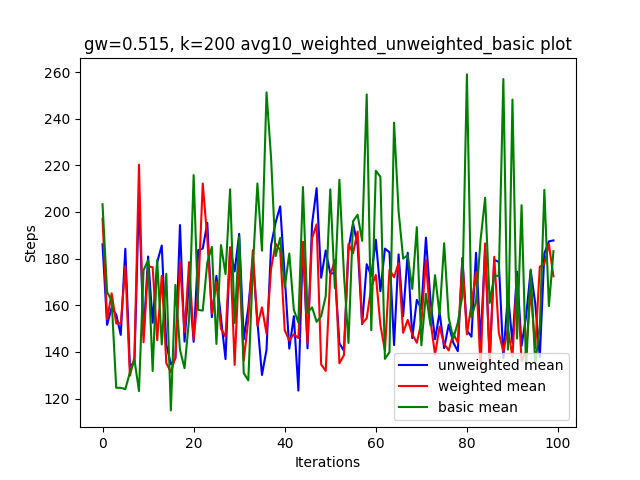 gw=0.515, k=200 avg10_weighted_unweighted_basic plot
260
240
220
200
180
160
140
120
Steps
0
20
40
60
80
100
Iterations
unweighted mean
weighted mean
basic mean